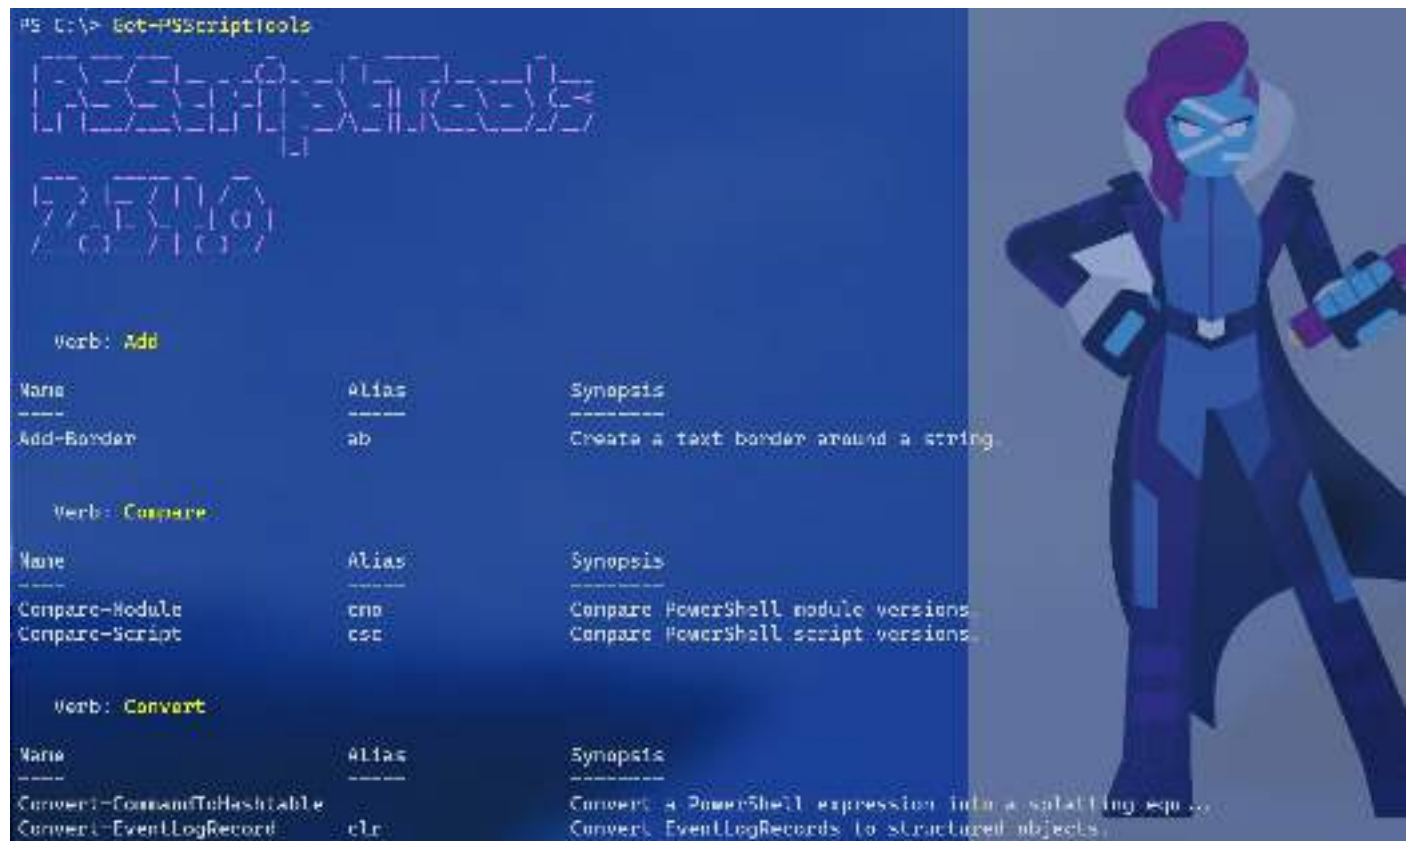 PS C:\> Get-PSScriptTools
PSScriptTools
Verb: Add
Name Alias Synopsis
---- ----- --------
Add-Border ab Create a text border around a string.
Verb: Compare
Name Alias Synopsis
---- ----- --------
Compare-Module cmo Compare PowerShell module versions.
Compare-Script csc Compare PowerShell script versions.
Verb: Convert
Name Alias Synopsis
---- ----- --------
Convert-CommandToHashtable Convert a PowerShell expression into a splatting equ...
Convert-EventLogRecord clr Convert EventLogRecords to structured objects.